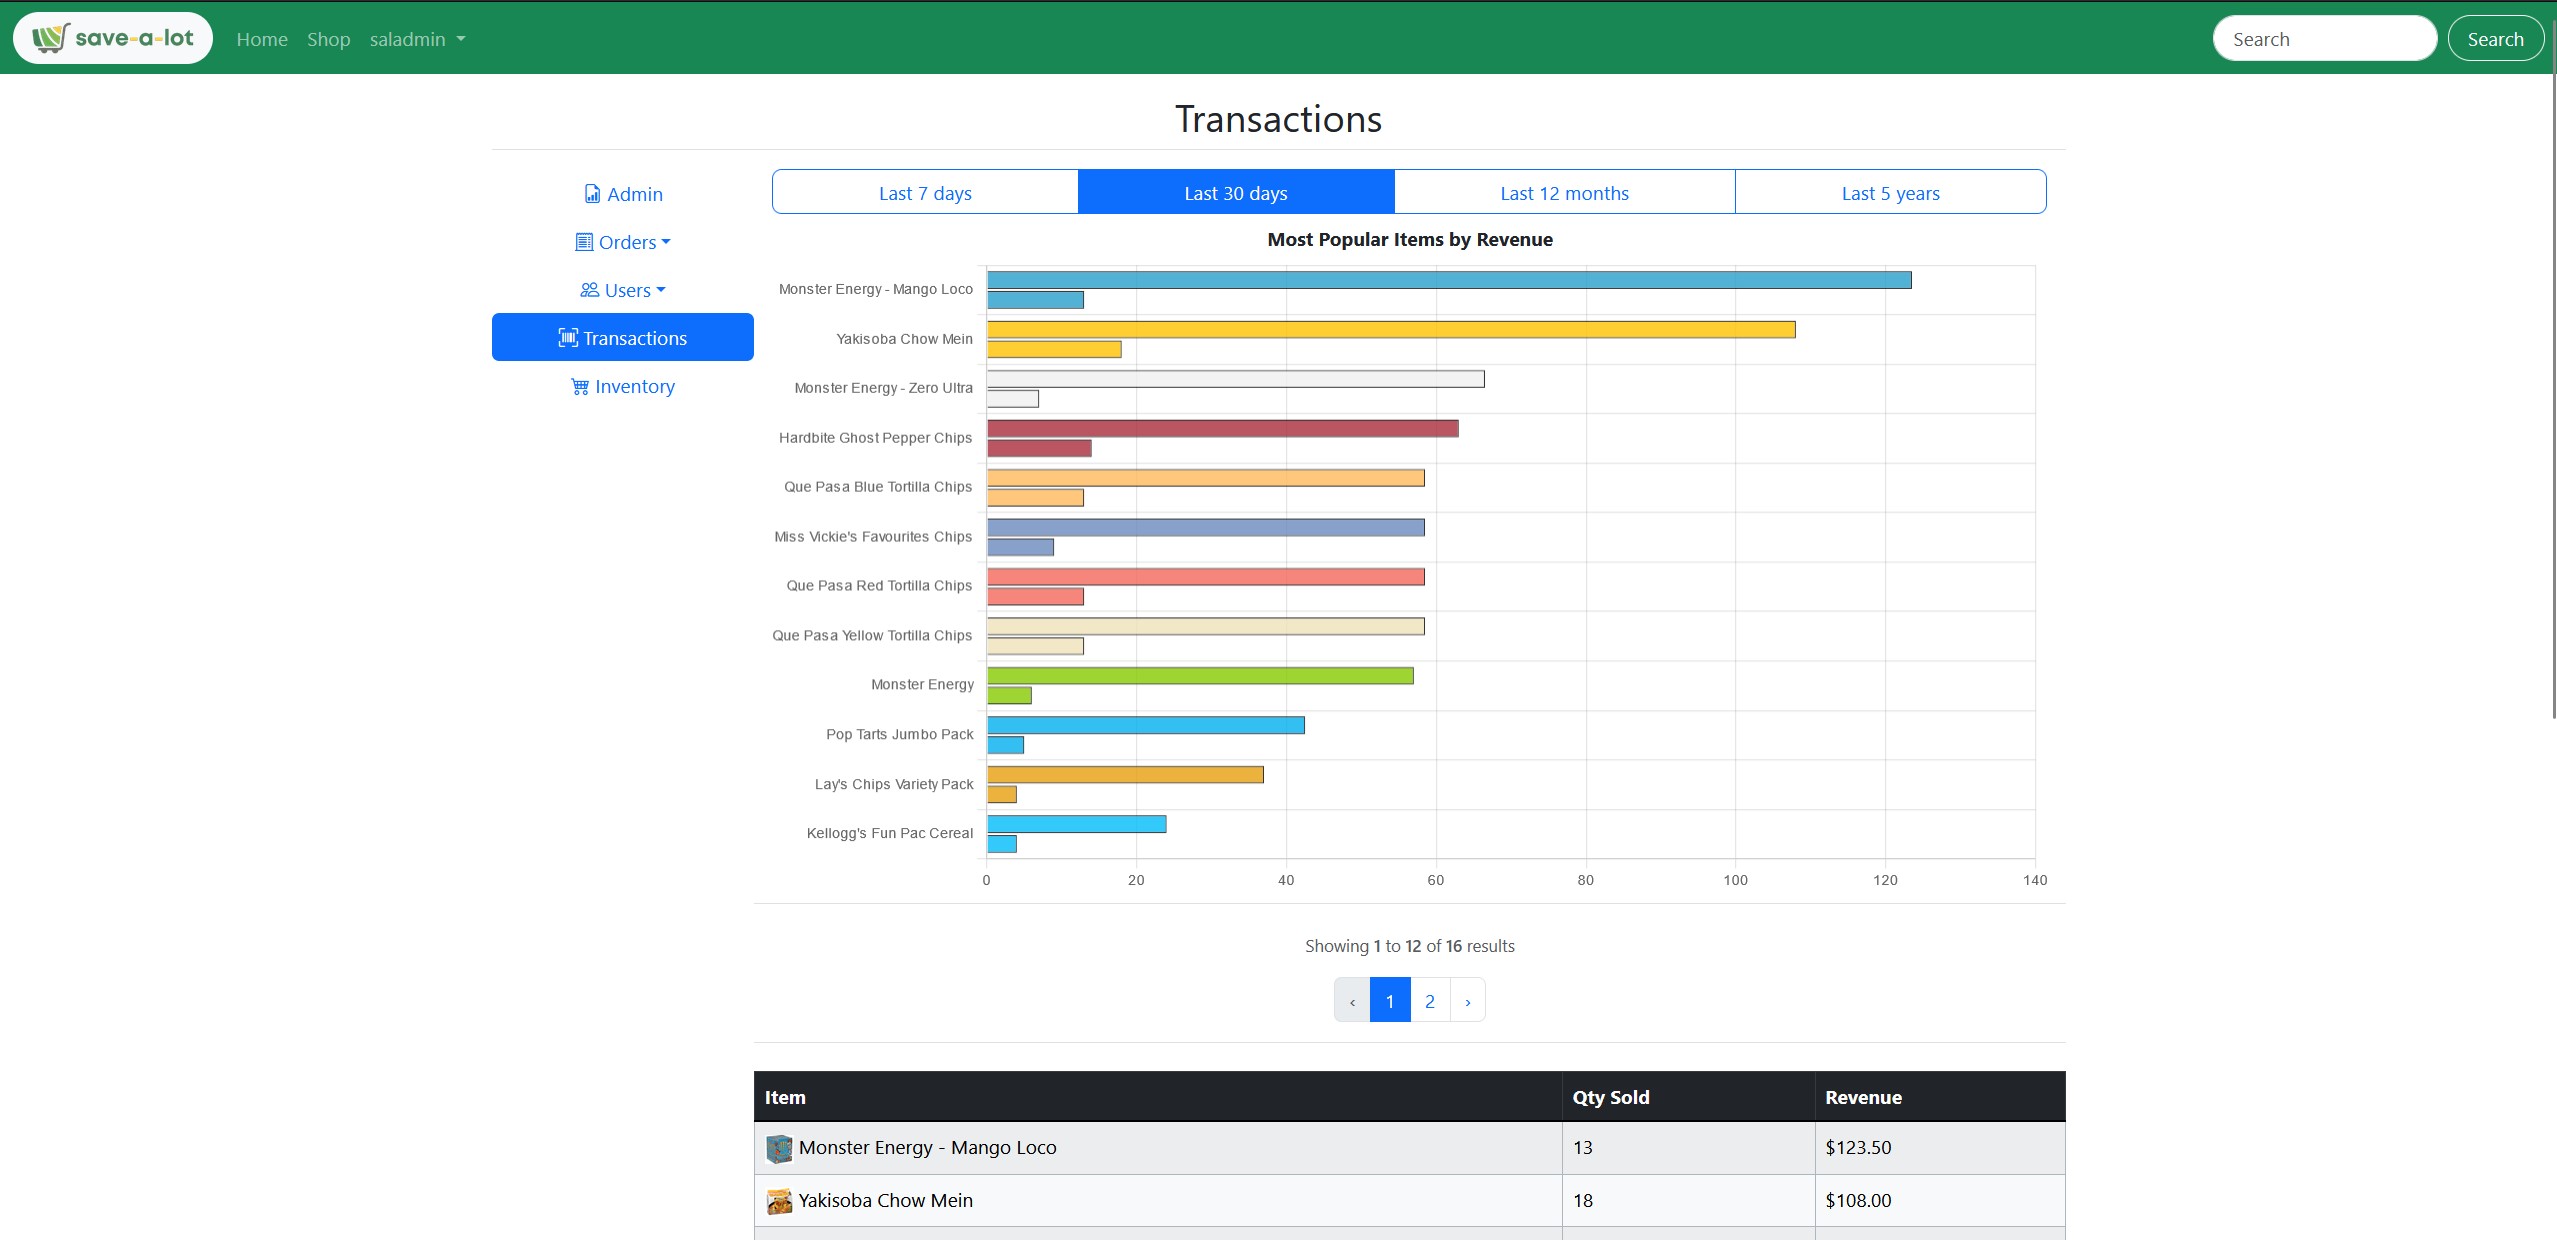 save-a-lot Home Shop saladmin Search Search
Transactions
Admin
Orders
Users
Transactions
Inventory
Last 7 days Last 30 days Last 12 months Last 5 years
Most Popular Items by Revenue
Monster Energy - Mango Loco
Yakisoba Chow Mein
Monster Energy - Zero Ultra
Hardbite Ghost Pepper Chips
Que Pasa Blue Tortilla Chips
Miss Vickie's Favourites Chips
Que Pasa Red Tortilla Chips
Que Pasa Yellow Tortilla Chips
Monster Energy
Pop Tarts Jumbo Pack
Lay's Chips Variety Pack
Kellogg's Fun Pac Cereal
0 20 40 60 80 100 120 140
Showing 1 to 12 of 16 results
‹ 1 2 ›
Item Qty Sold Revenue
Monster Energy - Mango Loco 13 $123.50
Yakisoba Chow Mein 18 $108.00